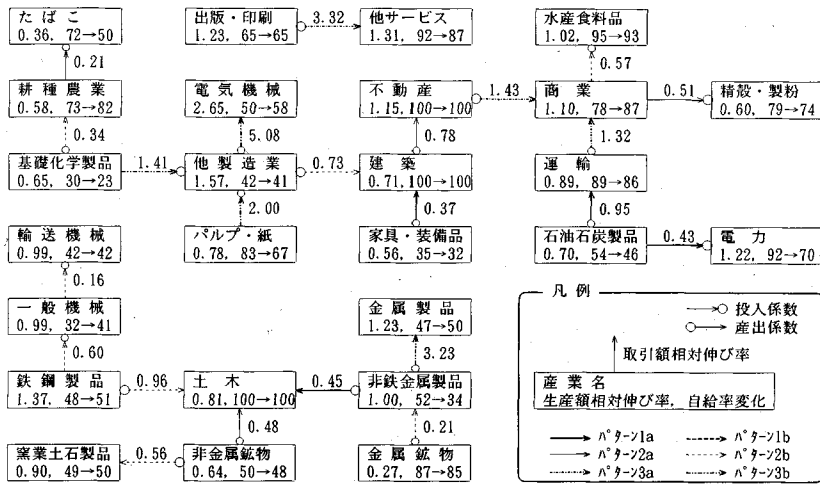 たばこ
0.36, 72→50
出版・印刷
1.23, 65→65
3.32
他サービス
1.31, 92→87
水産食料品
1.02, 95→93
0.21
0.57
耕種農業
0.58, 73→82
電気機械
2.65, 50→58
不動産
1.15,100→100
1.43
商業
1.10, 78→87
0.51
精穀・製粉
0.60, 79→74
0.34
5.08
0.78
1.32
基礎化学製品
0.65, 30→23
1.41
他製造業
1.57, 42→41
0.73
建築
0.71,100→100
運輸
0.89, 89→86
2.00
0.37
0.95
輸送機械
0.99, 42→42
パルプ・紙
0.78, 83→67
家具・装備品
0.56, 35→32
石油石炭製品
0.70, 54→46
0.43
電力
1.22, 92→70
0.16
一般機械
0.99, 32→41
金属製品
1.23, 47→50
0.60
3.23
鉄鋼製品
1.37, 48→51
0.96
土木
0.81,100→100
0.45
非鉄金属製品
1.00, 52→34
0.48
0.21
窯業土石製品
0.90, 49→50
0.56
非金属鉱物
0.64, 50→48
金属鉱物
0.27, 87→85
凡例
投入係数
産出係数
取引額相対伸び率
産業名
生産額相対伸び率, 自給率変化
パターン1a
パターン1b
パターン2a
パターン2b
パターン3a
パターン3b